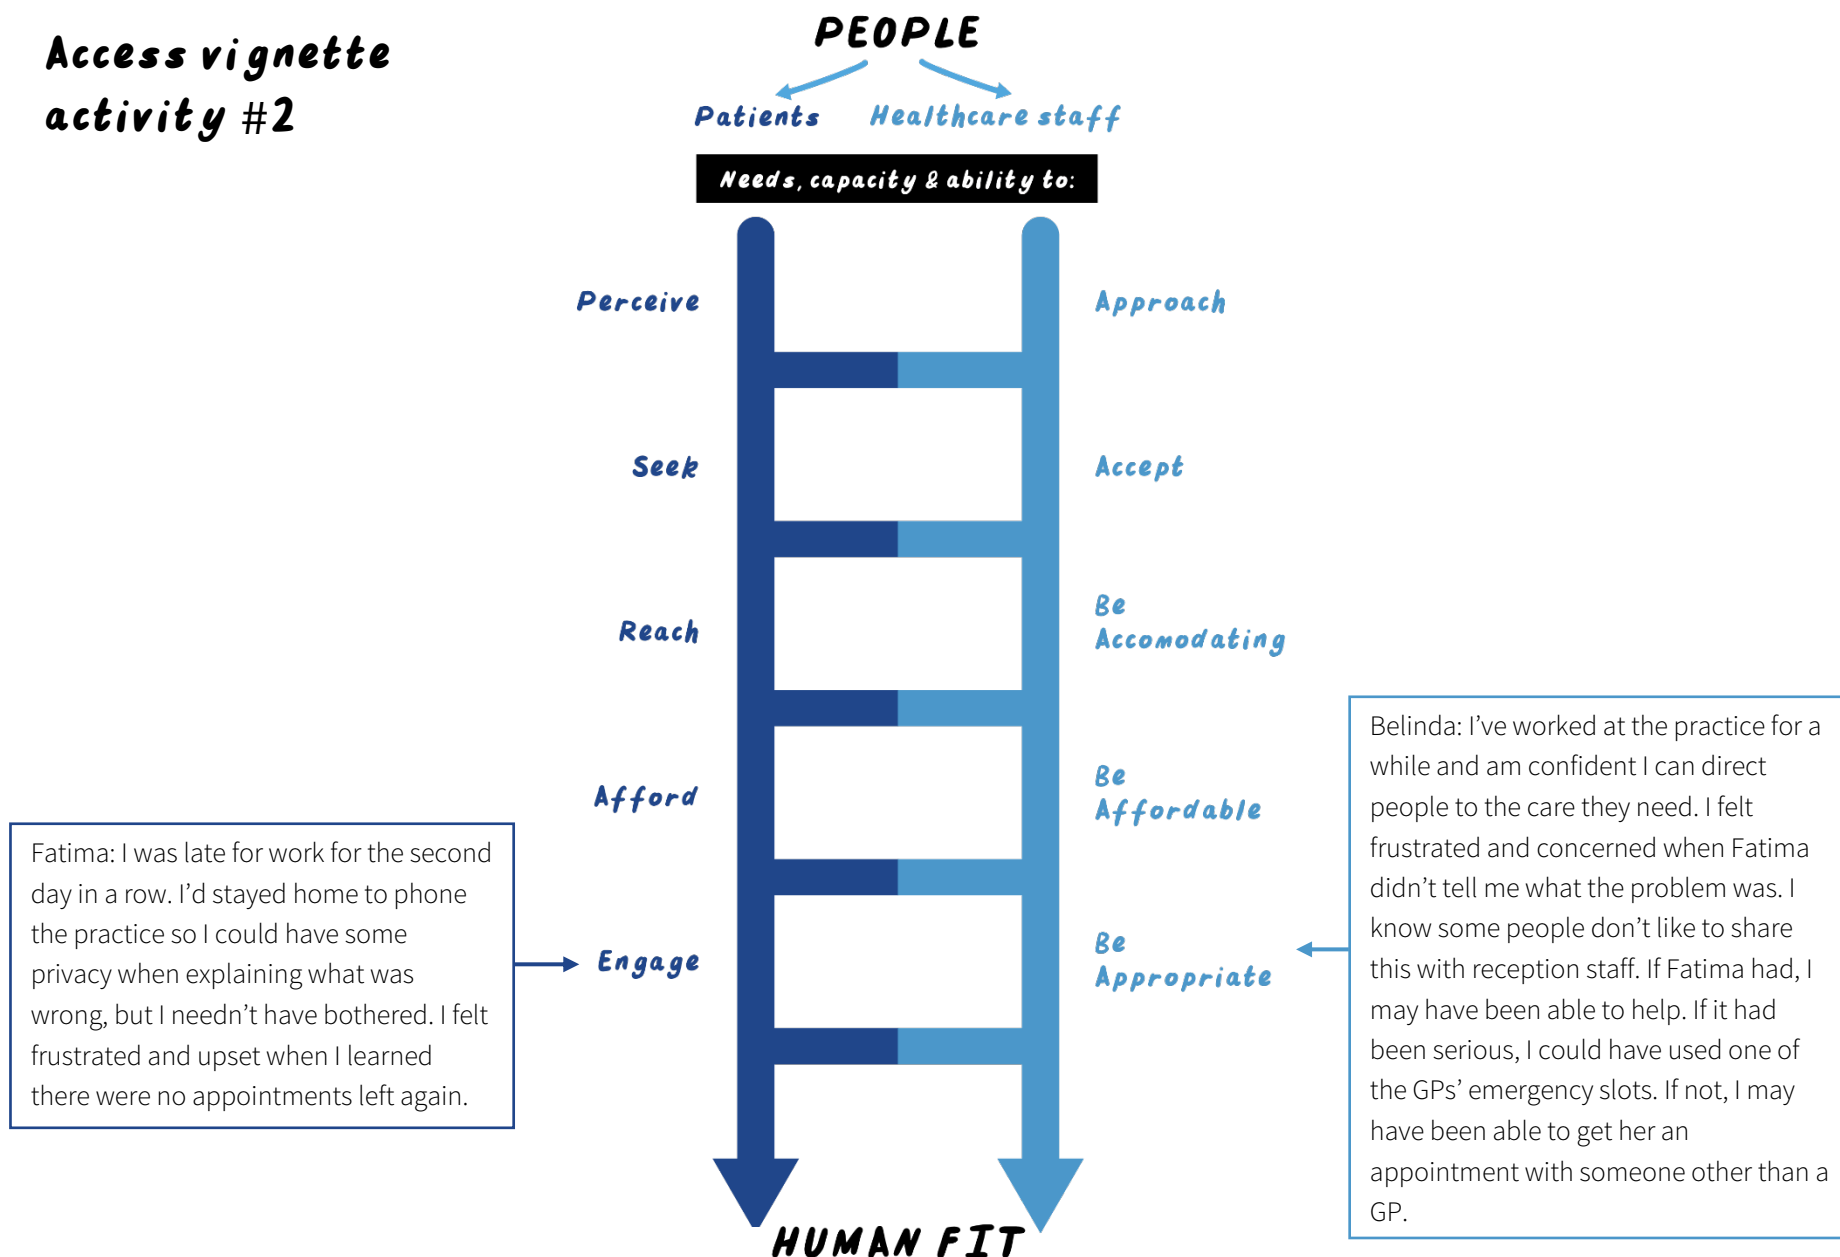 Access vignette
activity #2
PEOPLE
Patients
Healthcare staff
Needs, capacity & ability to:
Perceive
Approach
Seek
Accept
Reach
Be
Accomodating
Afford
Be
Affordable
Engage
Be
Appropriate
Fatima: I was late for work for the second
day in a row. I’d stayed home to phone
the practice so I could have some
privacy when explaining what was
wrong, but I needn’t have bothered. I felt
frustrated and upset when I learned
there were no appointments left again.
Belinda: I’ve worked at the practice for a
while and am confident I can direct
people to the care they need. I felt
frustrated and concerned when Fatima
didn’t tell me what the problem was. I
know some people don’t like to share
this with reception staff. If Fatima had, I
may have been able to help. If it had
been serious, I could have used one of
the GPs’ emergency slots. If not, I may
have been able to get her an
appointment with someone other than a
GP.
HUMAN FIT